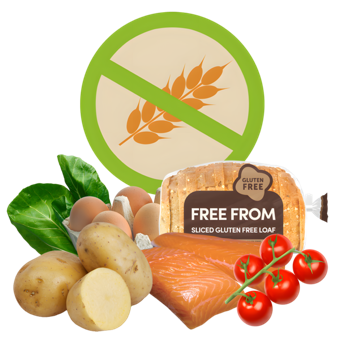 GLUTEN
FREE
FREE FROM
SLICED GLUTEN FREE LOAF